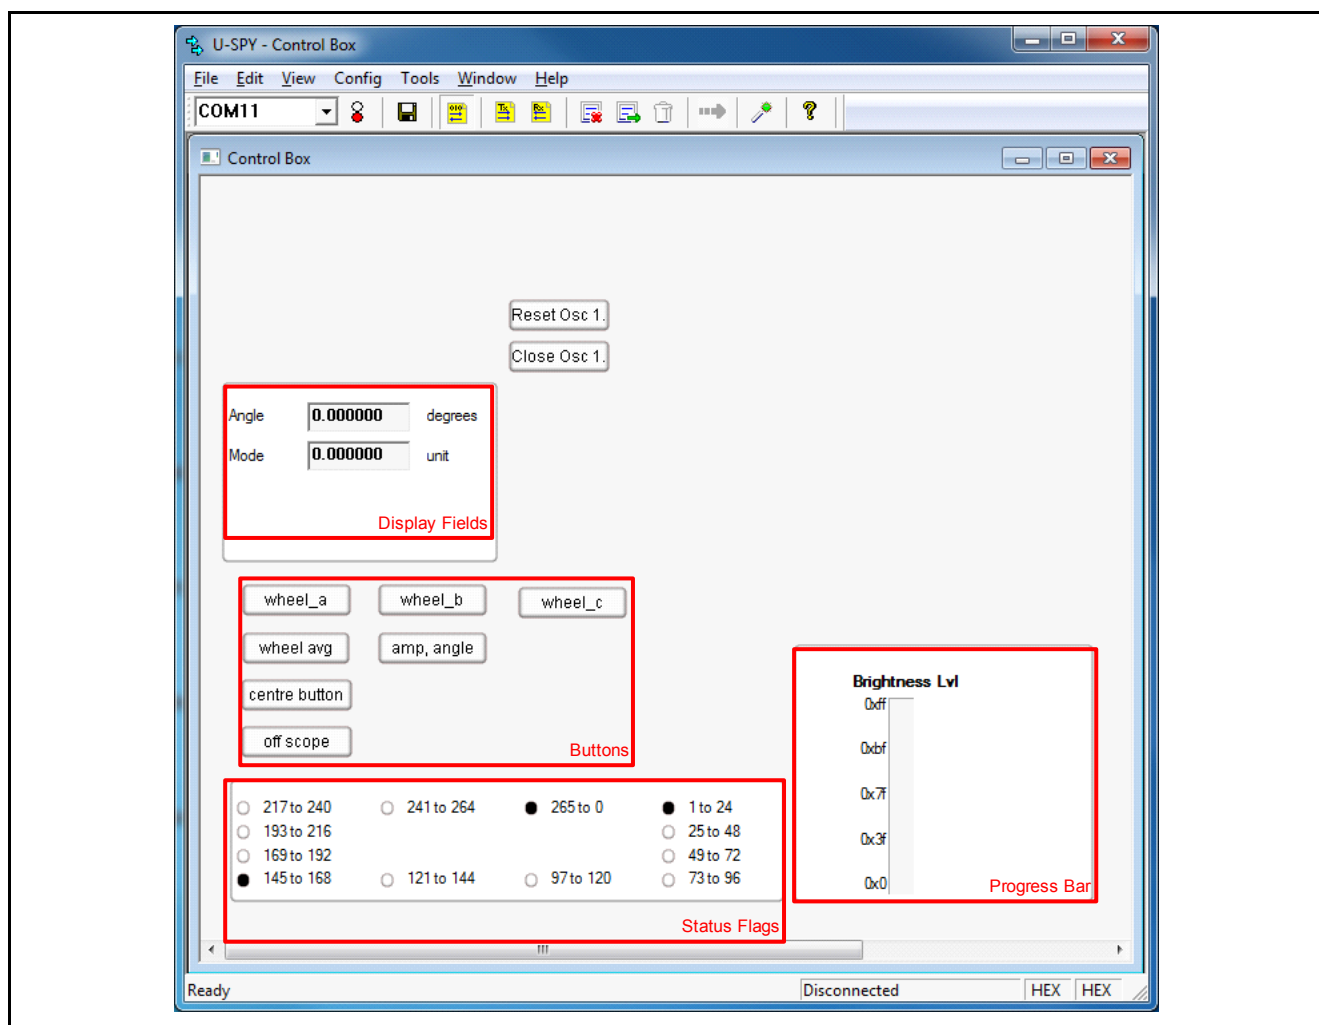 U-SPY - Control Box
File Edit View Config Tools Window Help
COM11
Control Box
Reset Osc 1.
Close Osc 1.
Angle 0.000000 degrees
Mode 0.000000 unit
Display Fields
wheel_a wheel_b wheel_c
wheel avg amp, angle
centre button
off scope
Buttons
Brightness Lvl
0xff
0xbf
0x7f
0x3f
0x0
Progress Bar
217 to 240 241 to 264 265 to 0 1 to 24
193 to 216 25 to 48
169 to 192 49 to 72
145 to 168 121 to 144 97 to 120 73 to 96
Status Flags
Ready Disconnected HEX HEX